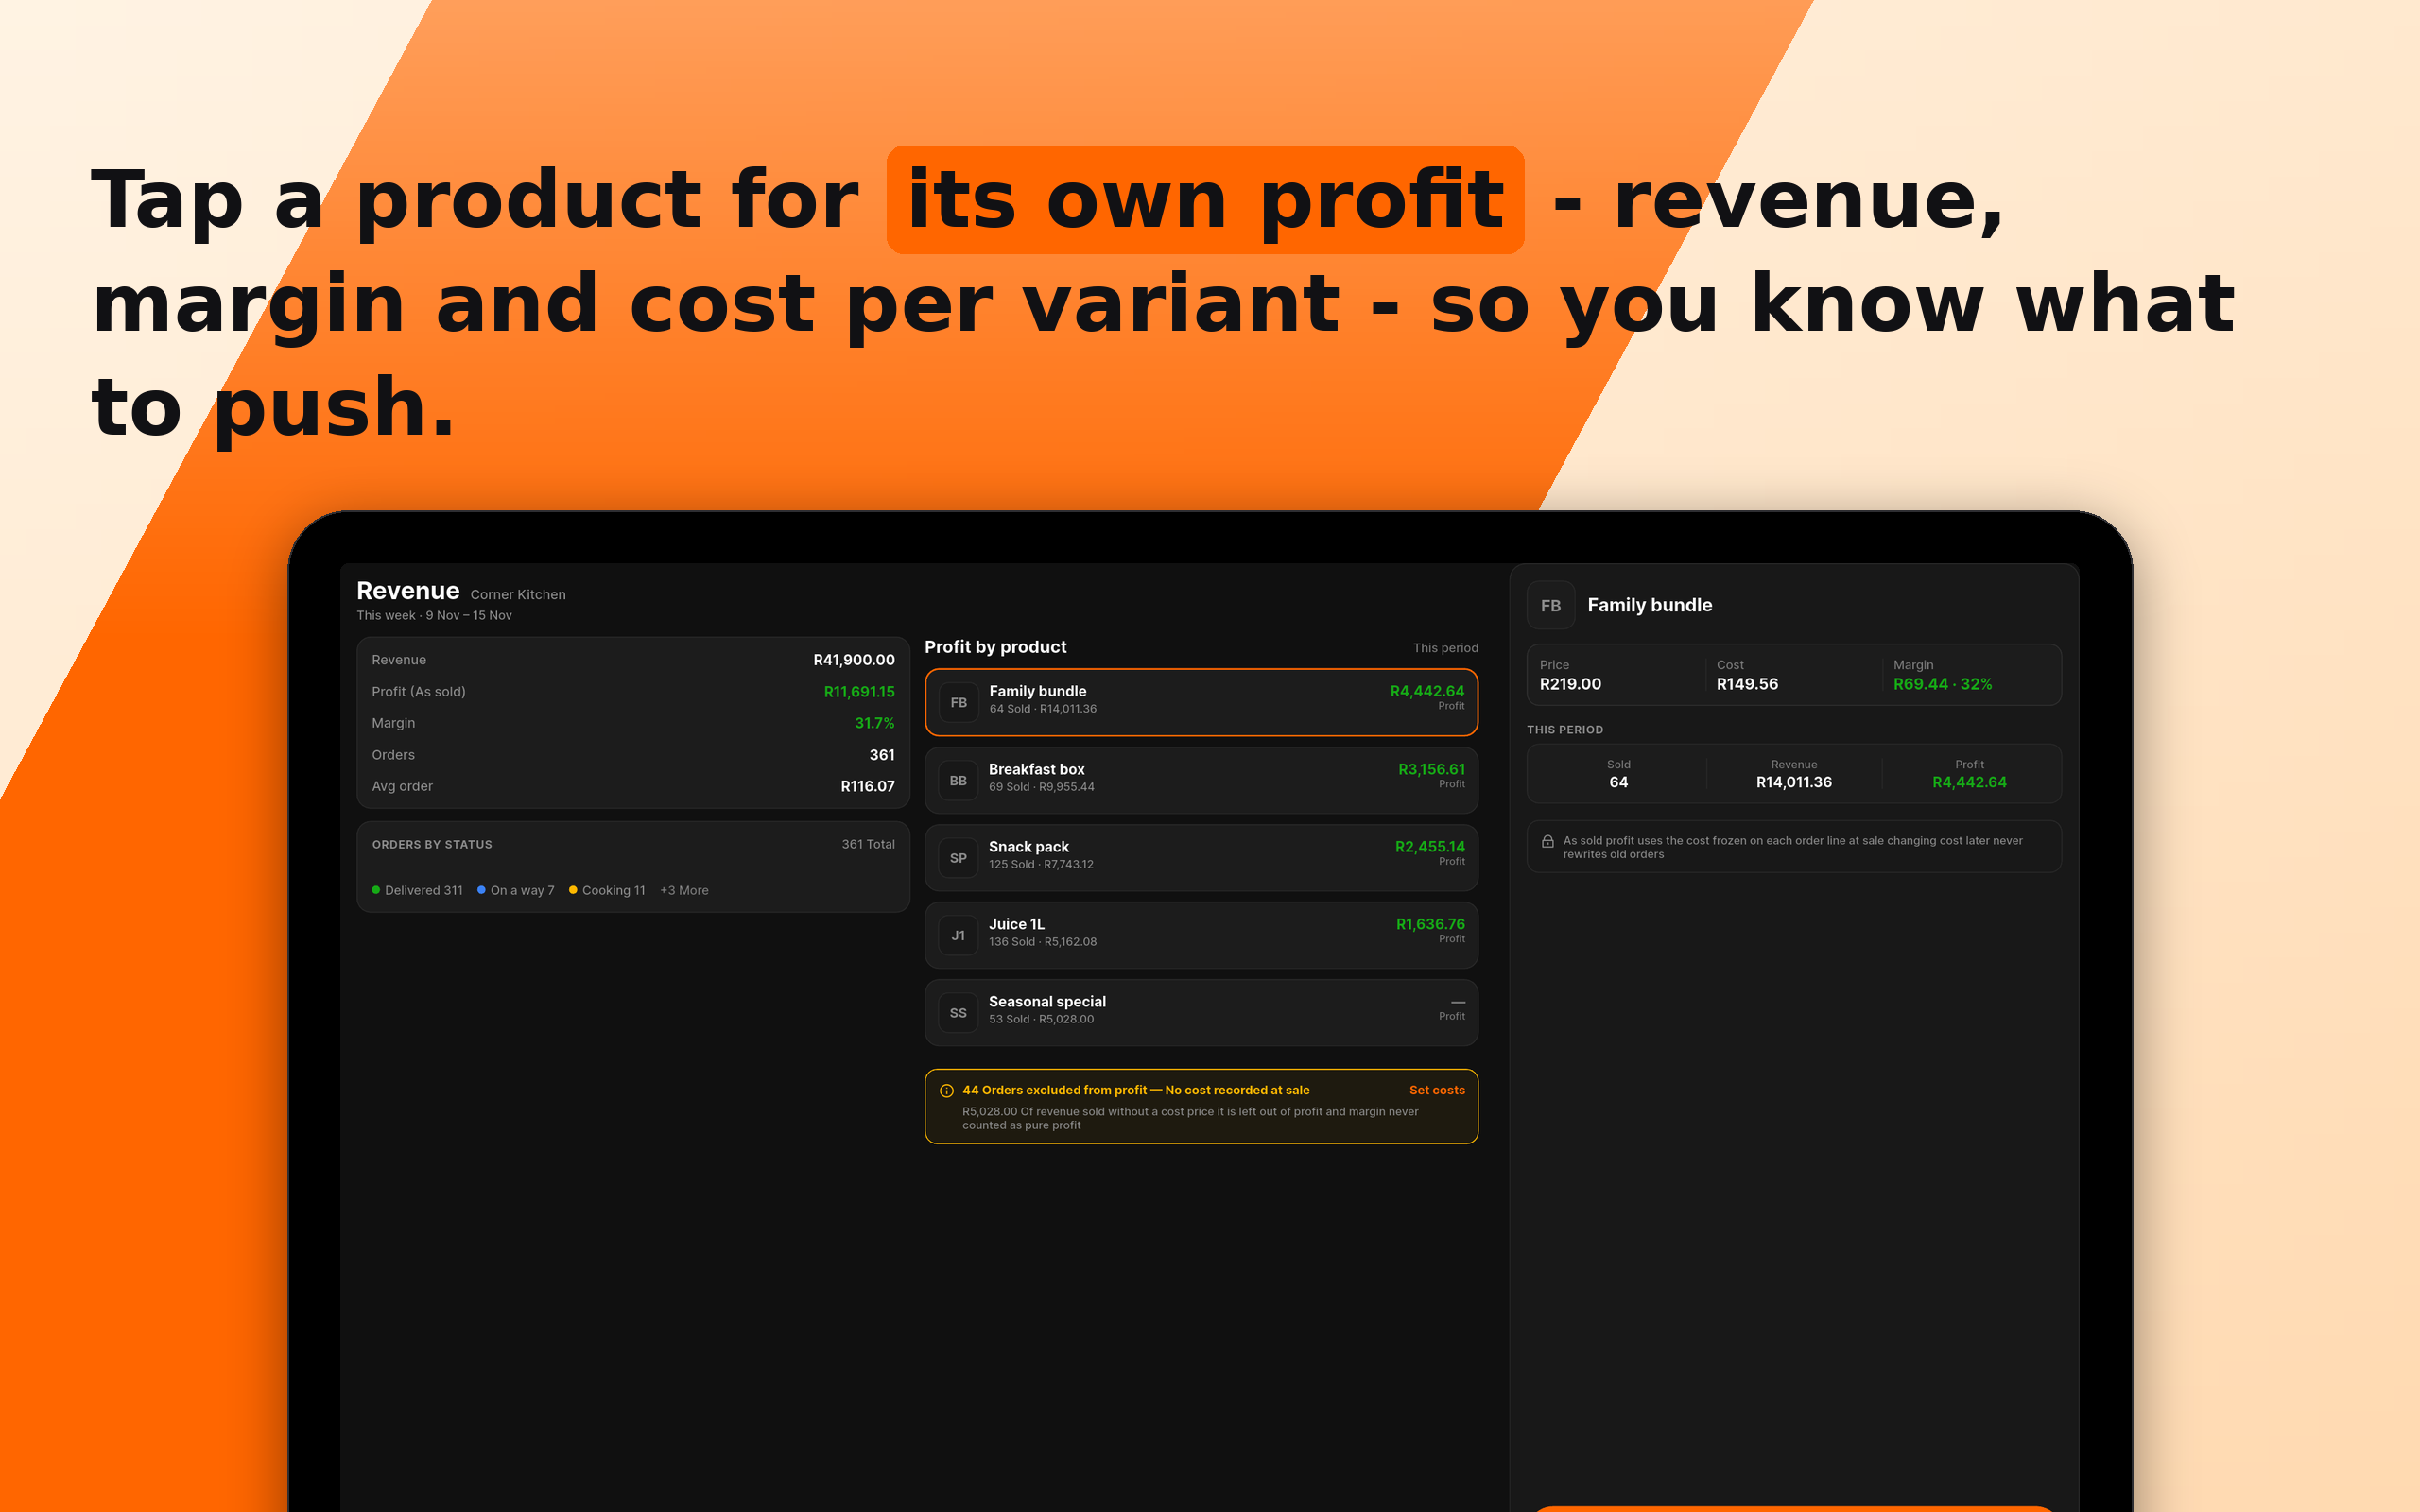 Tap a product for its own profit - revenue,
margin and cost per variant - so you know what
to push.
Revenue Corner Kitchen
This week · 9 Nov – 15 Nov
Revenue R41,900.00
Profit (As sold) R11,691.15
Margin 31.7%
Orders 361
Avg order R116.07
ORDERS BY STATUS 361 Total
Delivered 311 On a way 7 Cooking 11 +3 More
Profit by product This period
FB Family bundle R4,442.64
64 Sold · R14,011.36 Profit
BB Breakfast box R3,156.61
69 Sold · R9,955.44 Profit
SP Snack pack R2,455.14
125 Sold · R7,743.12 Profit
J1 Juice 1L R1,636.76
136 Sold · R5,162.08 Profit
SS Seasonal special —
53 Sold · R5,028.00 Profit
44 Orders excluded from profit — No cost recorded at sale Set costs
R5,028.00 Of revenue sold without a cost price it is left out of profit and margin never
counted as pure profit
FB Family bundle
Price Cost Margin
R219.00 R149.56 R69.44 · 32%
THIS PERIOD
Sold Revenue Profit
64 R14,011.36 R4,442.64
As sold profit uses the cost frozen on each order line at sale changing cost later never
rewrites old orders